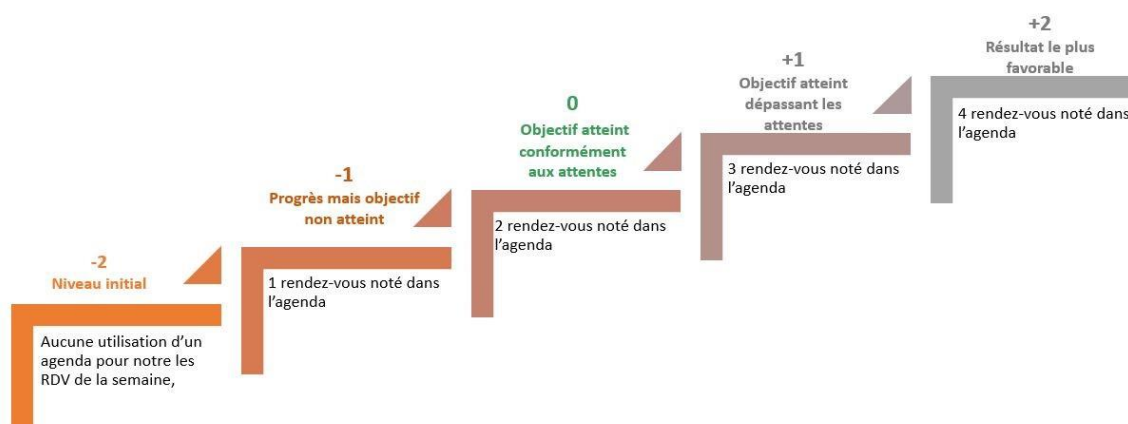 -2
Niveau initial
Aucune utilisation d’un
agenda pour notre les
RDV de la semaine,
-1
Progrès mais objectif
non atteint
1 rendez-vous noté dans
l’agenda
0
Objectif atteint
conformément
aux attentes
2 rendez-vous noté dans
l’agenda
+1
Objectif atteint
dépassant les
attentes
3 rendez-vous noté dans
l’agenda
+2
Résultat le plus
favorable
4 rendez-vous noté dans
l’agenda